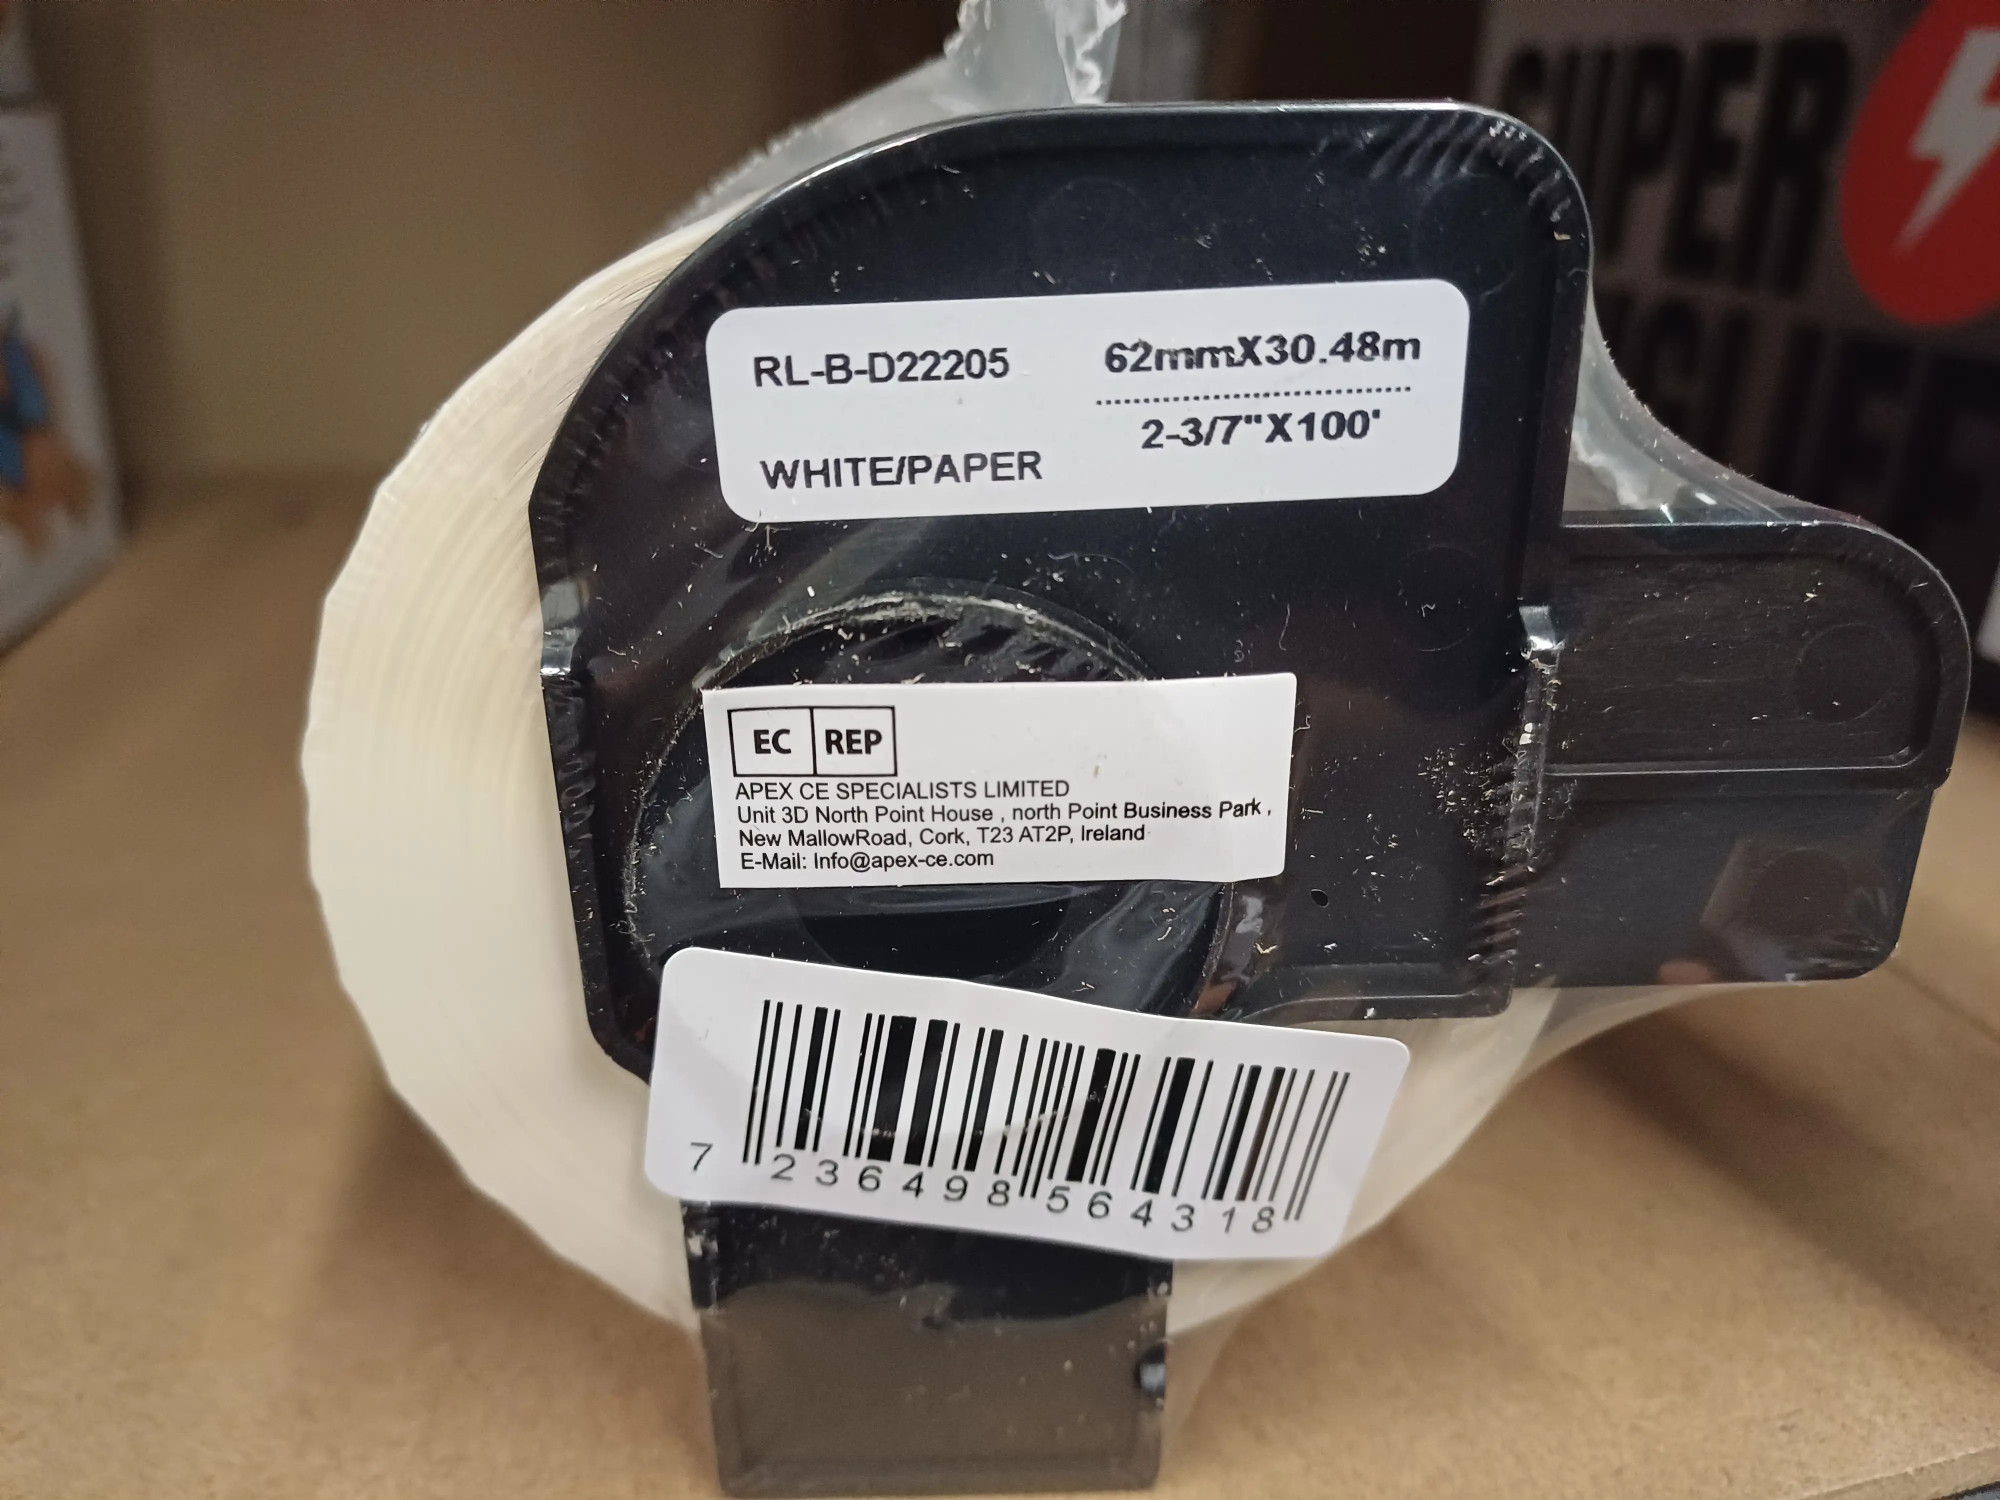 SUPER
RL-B-D22205
62mmX30.48m
2-3/7"X100'
WHITE/PAPER
EC REP
APEX CE SPECIALISTS LIMITED
Unit 3D North Point House , north Point Business Park ,
New MallowRoad, Cork, T23 AT2P, Ireland
E-Mail: Info@apex-ce.com
7 236498 564318